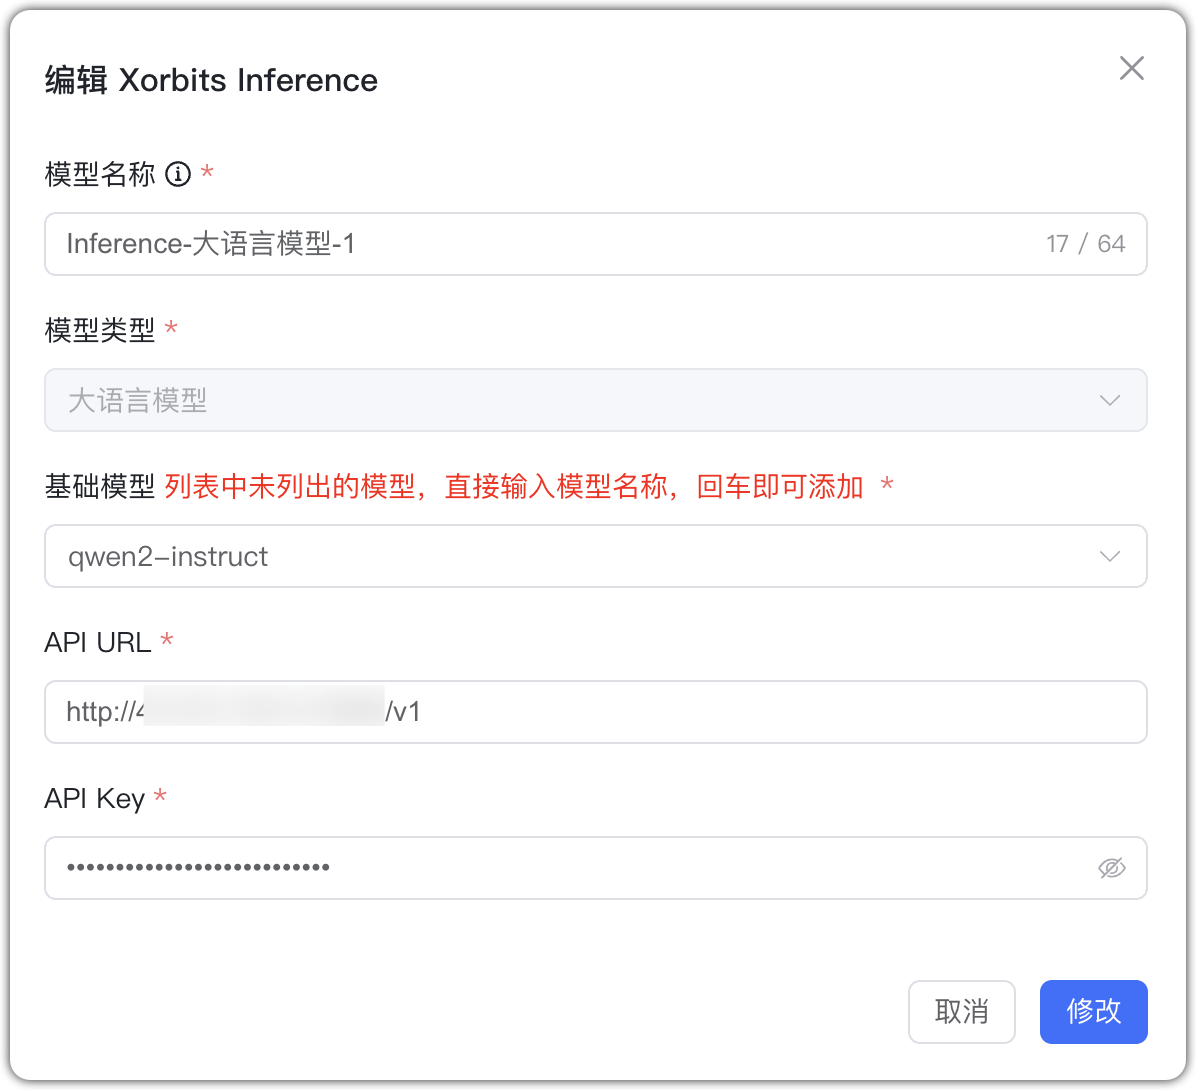 编辑 Xorbits Inference
模型名称 *
Inference-大语言模型-1
17 / 64
模型类型 *
大语言模型
基础模型 列表中未列出的模型，直接输入模型名称，回车即可添加 *
qwen2-instruct
API URL *
http:// /v1
API Key *
•••••••••••••••••••••••••••
取消
修改